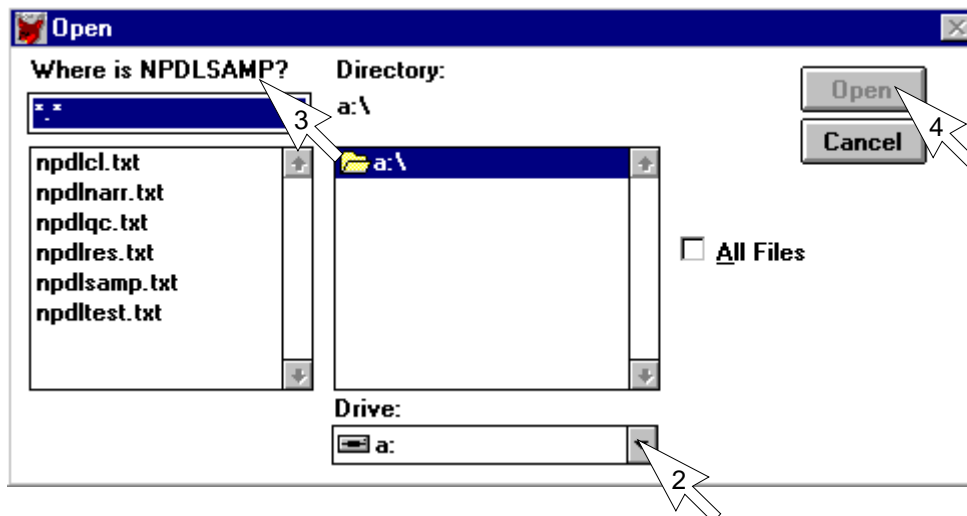 Open
Where is NPDLSAMP?
Directory:
*.*
a:\
Open
Cancel
npdlcl.txt
npdlnarr.txt
npdlqc.txt
npdlres.txt
npdlsamp.txt
npdltest.txt
a:\
All Files
Drive:
a:
3
4
2